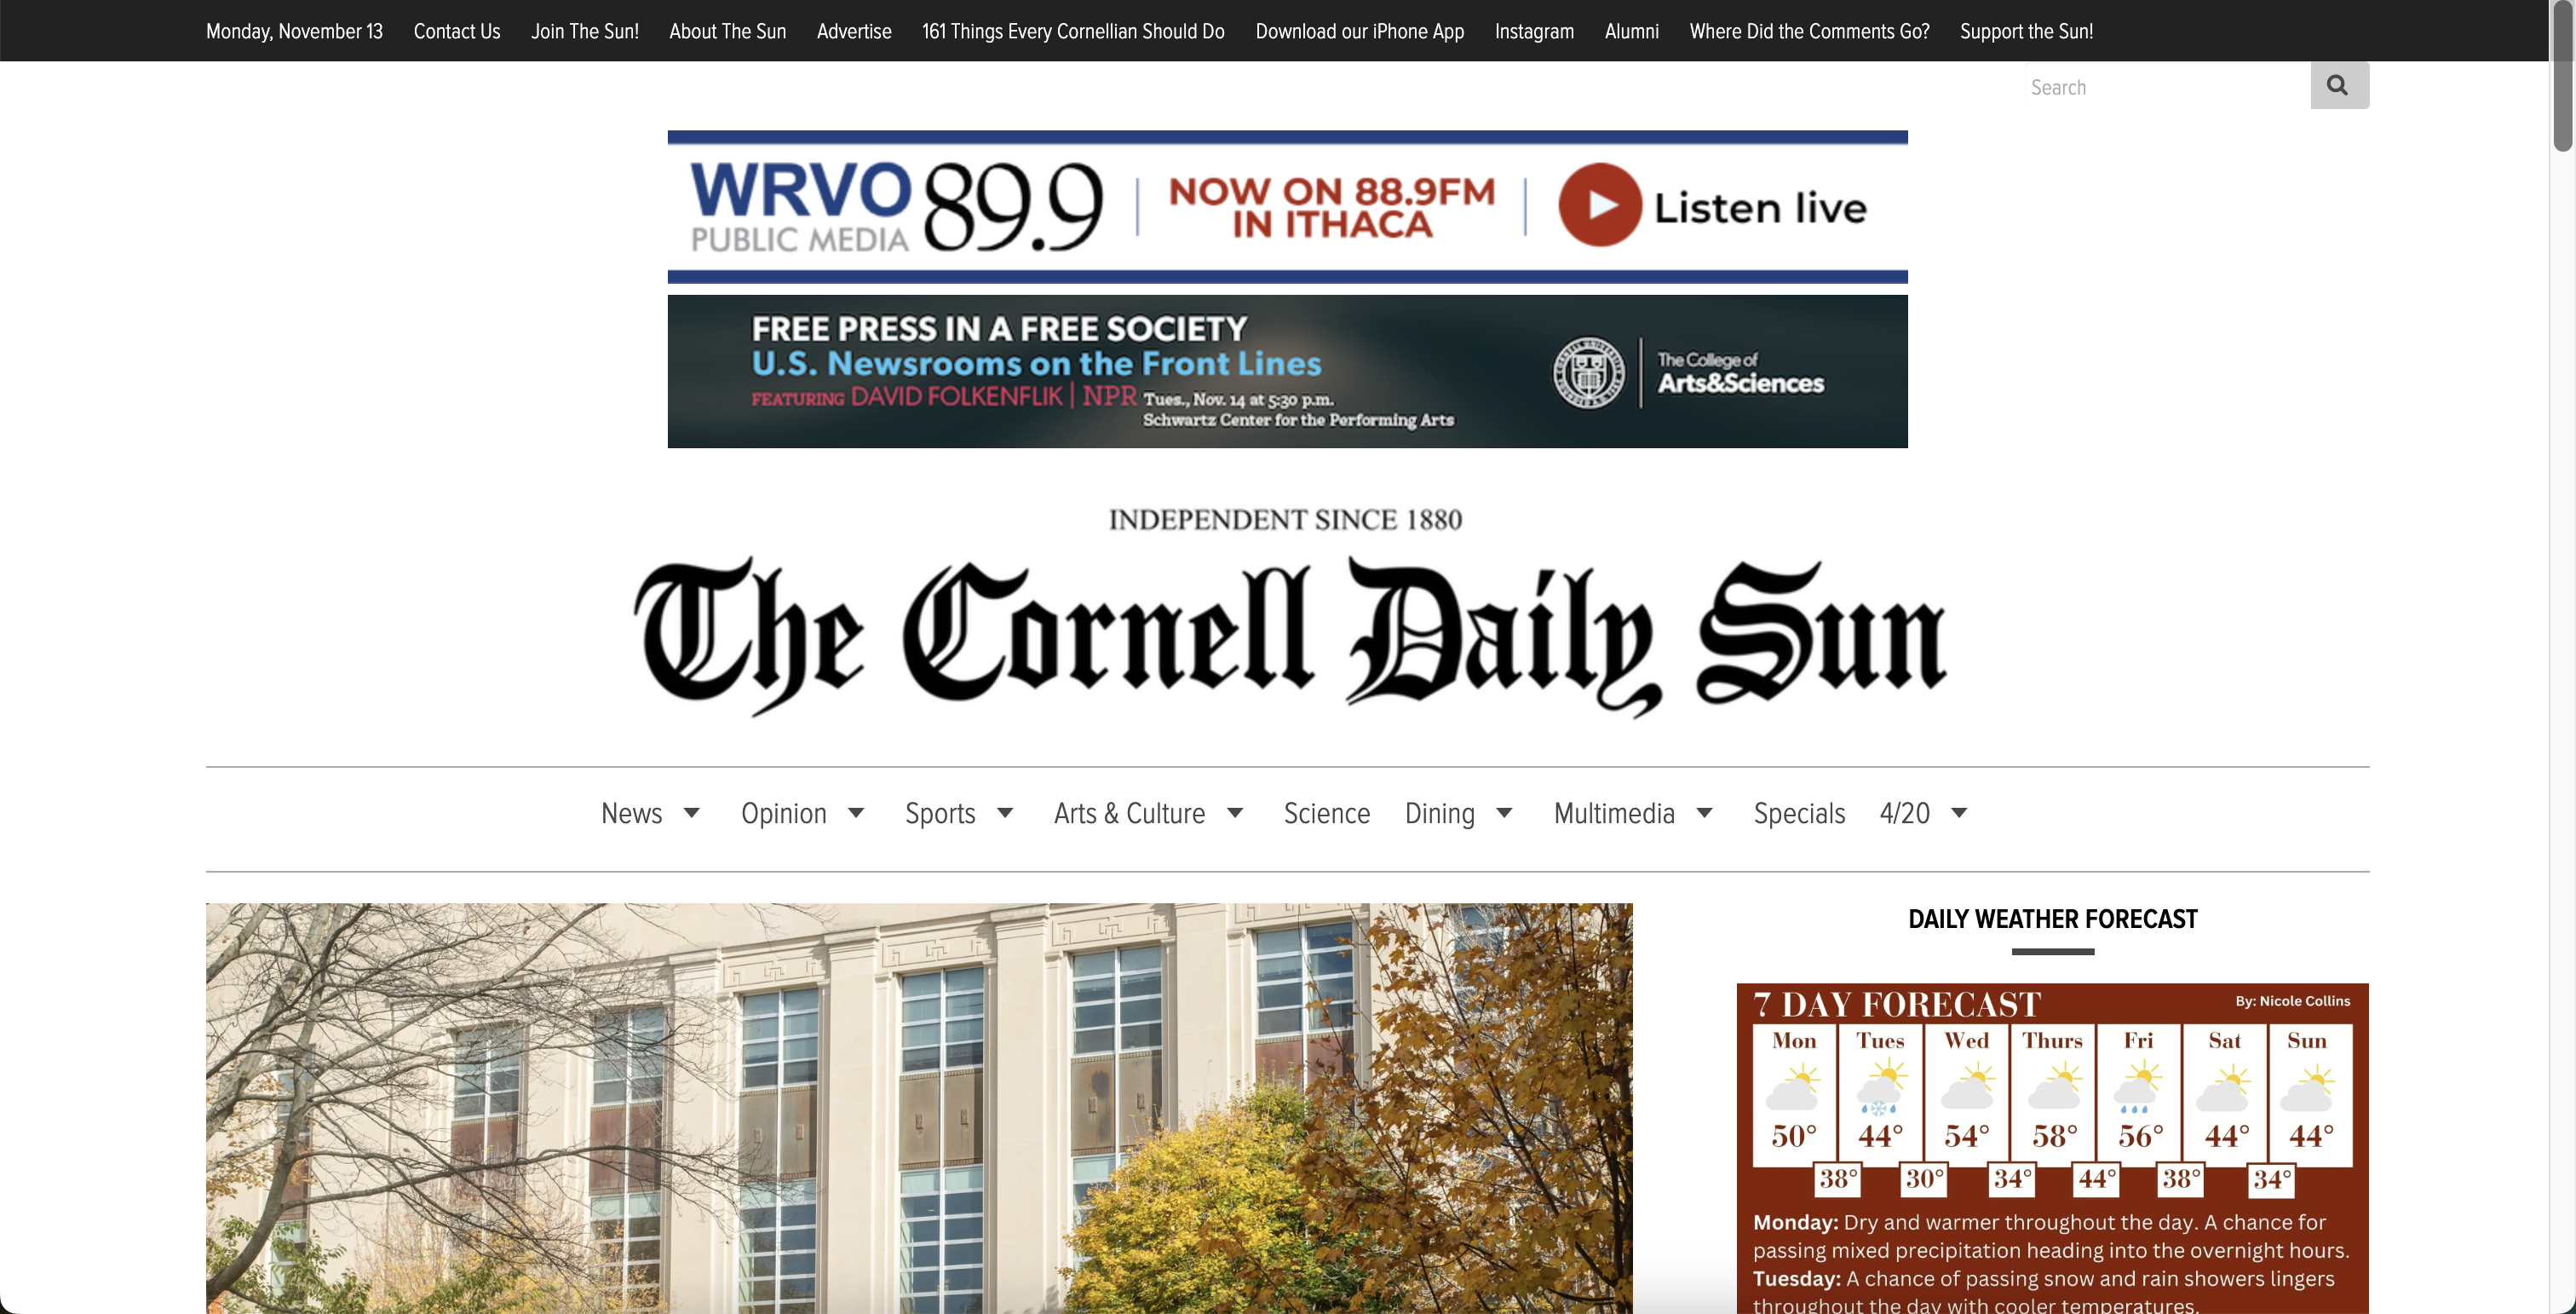 Monday, November 13 Contact Us Join The Sun! About The Sun Advertise 161 Things Every Cornellian Should Do Download our iPhone App Instagram Alumni Where Did the Comments Go? Support the Sun!
Search
WRVO PUBLIC MEDIA 89.9
NOW ON 88.9FM
IN ITHACA
Listen live
FREE PRESS IN A FREE SOCIETY
U.S. Newsrooms on the Front Lines
FEATURING DAVID FOLKENFLIK | NPR Tues., Nov. 14 at 5:30 p.m.
Schwartz Center for the Performing Arts
The College of
Arts&Sciences
INDEPENDENT SINCE 1880
The Cornell Daily Sun
News Opinion Sports Arts & Culture Science Dining Multimedia Specials 4/20
DAILY WEATHER FORECAST
7 DAY FORECAST
By: Nicole Collins
Mon Tues Wed Thurs Fri Sat Sun
50° 44° 54° 58° 56° 44° 44°
38° 30° 34° 44° 38° 34°
Monday: Dry and warmer throughout the day. A chance for
passing mixed precipitation heading into the overnight hours.
Tuesday: A chance of passing snow and rain showers lingers
throughout the day with cooler temperatures.